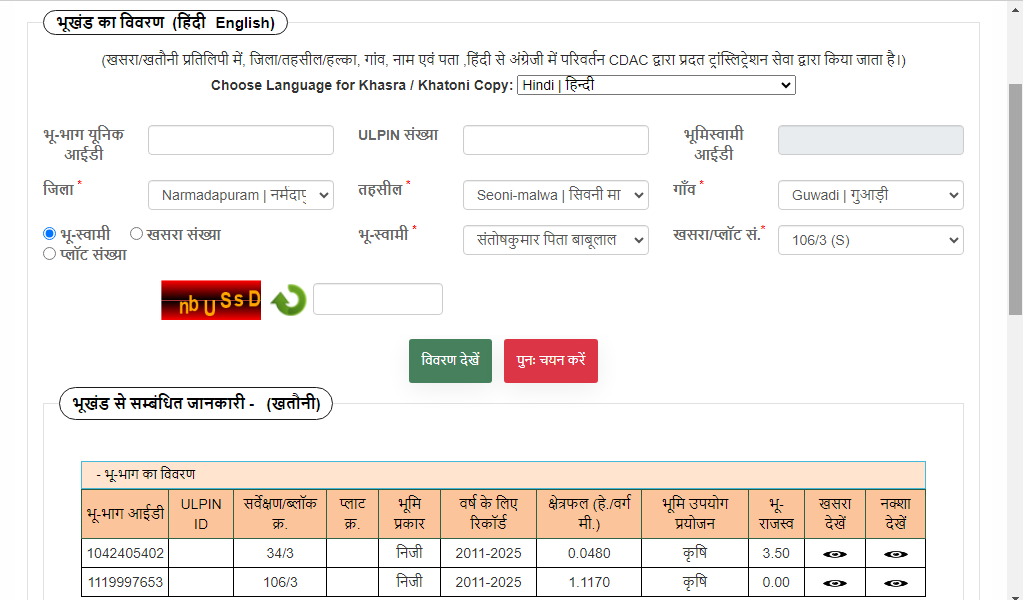 भूखंड का विवरण (हिंदी English)
(खसरा/खतौनी प्रतिलिपी में, जिला/तहसील/हल्का, गांव, नाम एवं पता ,हिंदी से अंग्रेजी में परिवर्तन CDAC द्वारा प्रदत ट्रांस्लिट्रेशन सेवा द्वारा किया जाता है।)
Choose Language for Khasra / Khatoni Copy: Hindi | हिन्दी
भू-भाग यूनिक आईडी
ULPIN संख्या
भूमिस्वामी आईडी
जिला * Narmadapuram | नर्मदापु
तहसील * Seoni-malwa | सिवनी मा
गाँव * Guwadi | गुआड़ी
भू-स्वामी खसरा संख्या
प्लॉट संख्या
भू-स्वामी * संतोषकुमार पिता बाबूलाल
खसरा/प्लॉट सं.* 106/3 (S)
nbUSsD
विवरण देखें पुनः चयन करें
भूखंड से सम्बंधित जानकारी - (खतौनी)
- भू-भाग का विवरण
भू-भाग आईडी ULPIN ID सर्वेक्षण/ब्लॉक क्र. प्लाट क्र. भूमि प्रकार वर्ष के लिए रिकॉर्ड क्षेत्रफल (हे./वर्ग मी.) भूमि उपयोग प्रयोजन भू-राजस्व खसरा देखें नक्शा देखें
1042405402 34/3 निजी 2011-2025 0.0480 कृषि 3.50
1119997653 106/3 निजी 2011-2025 1.1170 कृषि 0.00